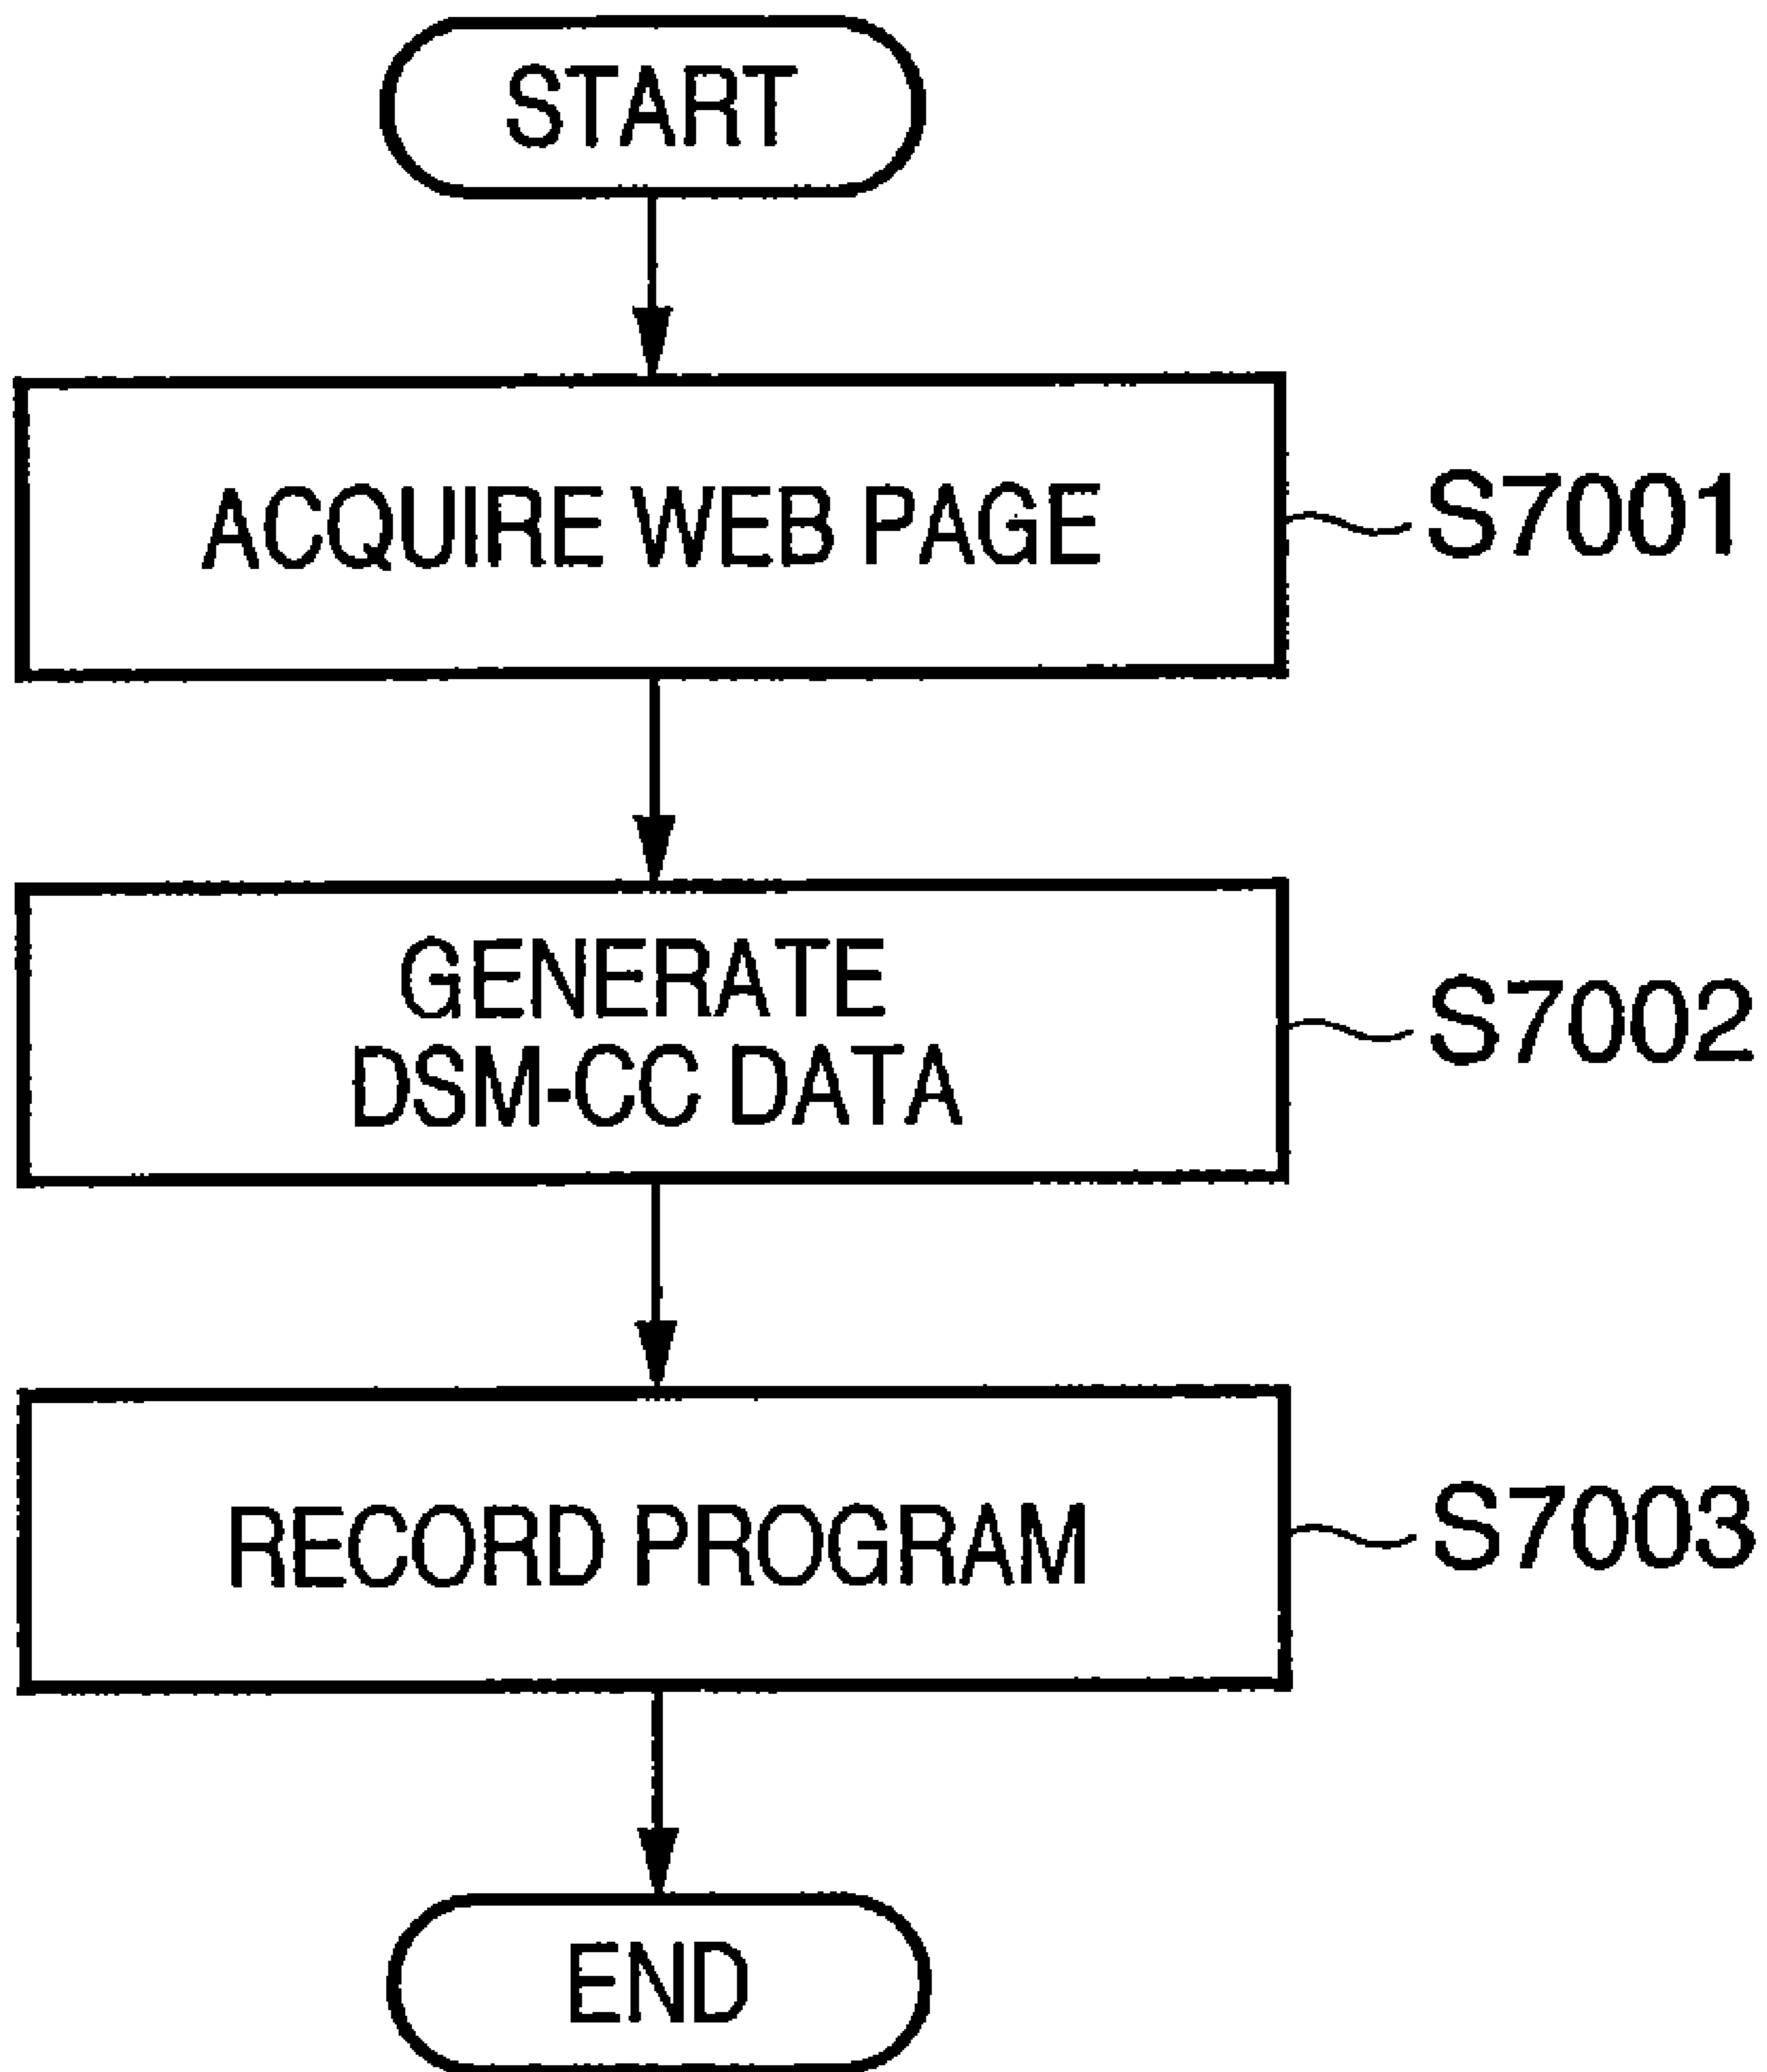 START
ACQUIRE WEB PAGE
S7001
GENERATE
DSM-CC DATA
S7002
RECORD PROGRAM
S7003
END